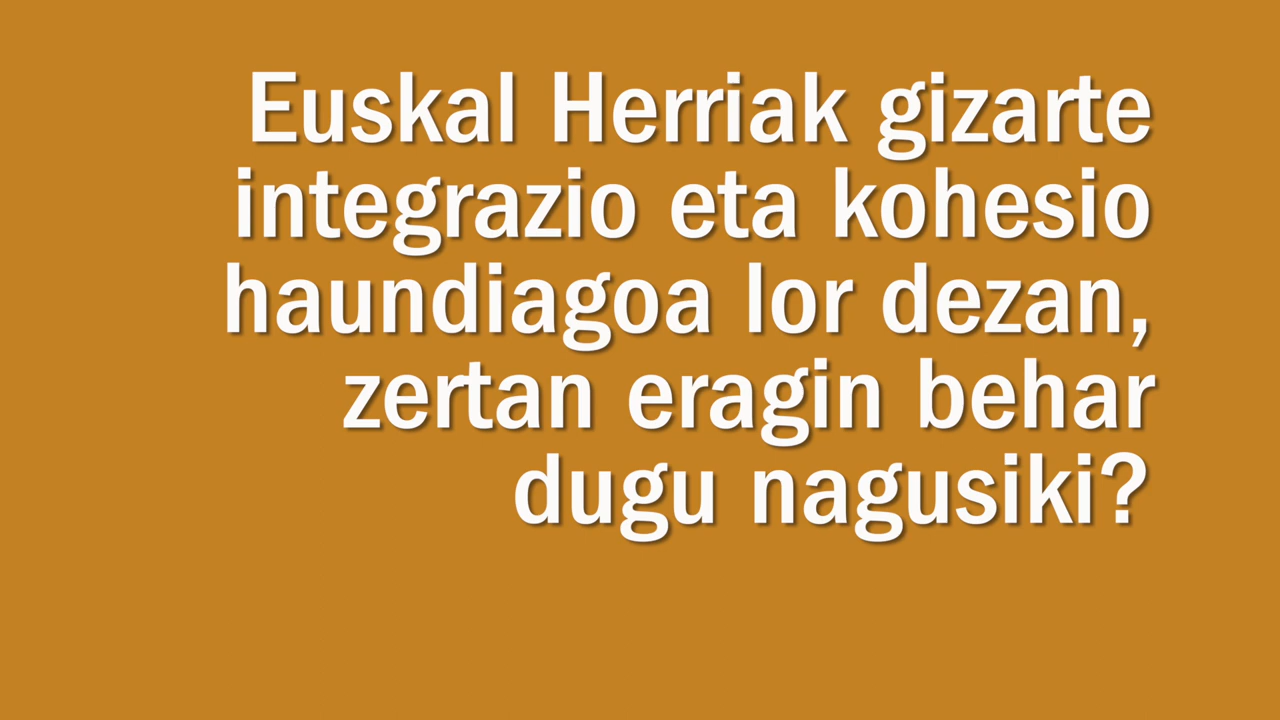 Euskal Herriak gizarte
integrazio eta kohesio
haundiagoa lor dezan,
zertan eragin behar
dugu nagusiki?